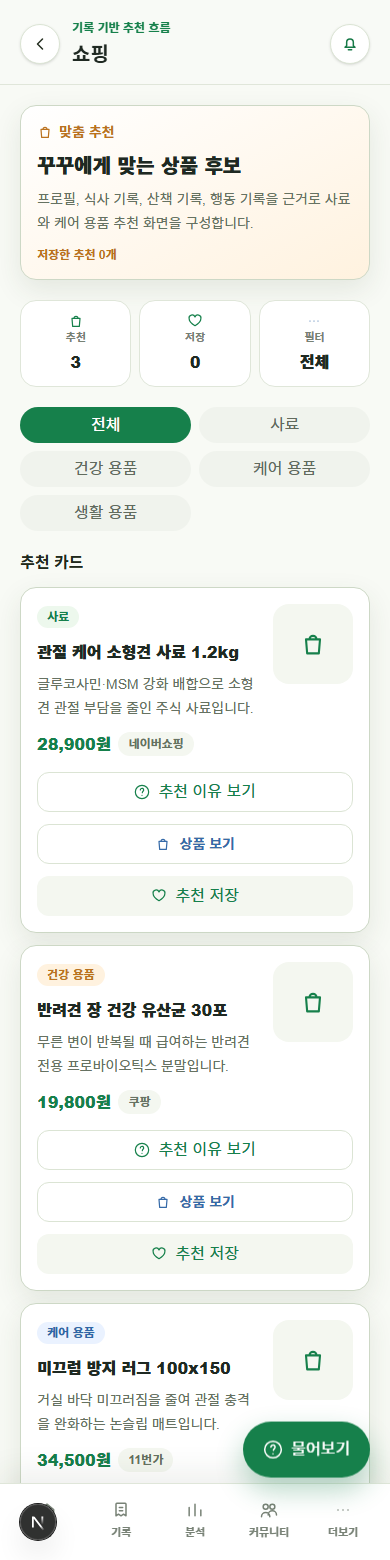 기록 기반 추천 흐름
쇼핑
맞춤 추천
꾸꾸에게 맞는 상품 후보
프로필, 식사 기록, 산책 기록, 행동 기록을 근거로 사료
와 케어 용품 추천 화면을 구성합니다.
저장한 추천 0개
추천
3
저장
0
필터
전체
전체
사료
건강 용품
케어 용품
생활 용품
추천 카드
사료
관절 케어 소형견 사료 1.2kg
글루코사민·MSM 강화 배합으로 소형
견 관절 부담을 줄인 주식 사료입니다.
28,900원 네이버쇼핑
추천 이유 보기
상품 보기
추천 저장
건강 용품
반려견 장 건강 유산균 30포
무른 변이 반복될 때 급여하는 반려견
전용 프로바이오틱스 분말입니다.
19,800원 쿠팡
추천 이유 보기
상품 보기
추천 저장
케어 용품
미끄럼 방지 러그 100x150
거실 바닥 미끄러짐을 줄여 관절 충격
을 완화하는 논슬립 매트입니다.
34,500원 11번가
물어보기
N
기록
분석
커뮤니티
더보기